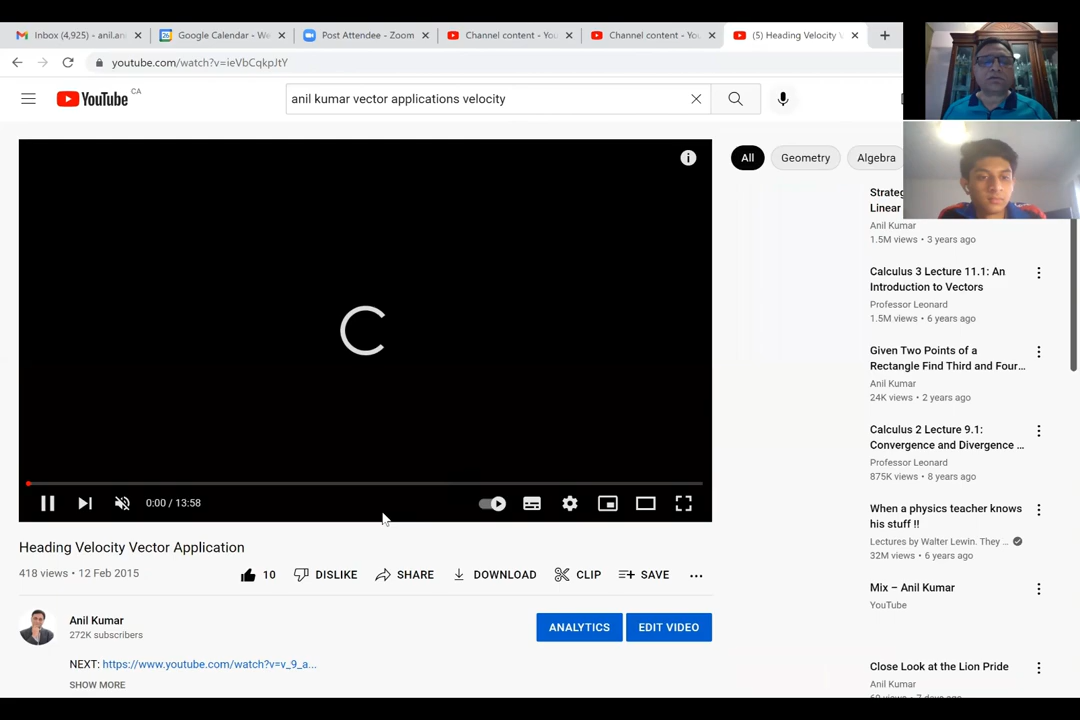 Inbox (4,925) - anil.an
Google Calendar - We
Post Attendee - Zoom
Channel content - You
Channel content - You
(5) Heading Velocity V
youtube.com/watch?v=ieVbCqkpJtY
YouTube CA
anil kumar vector applications velocity
All
Geometry
Algebra
0:00 / 13:58
Heading Velocity Vector Application
418 views • 12 Feb 2015
10
DISLIKE
SHARE
DOWNLOAD
CLIP
SAVE
Anil Kumar
272K subscribers
ANALYTICS
EDIT VIDEO
NEXT: https://www.youtube.com/watch?v=v_9_a...
SHOW MORE
Strateg
Linear
Anil Kumar
1.5M views • 3 years ago
Calculus 3 Lecture 11.1: An
Introduction to Vectors
Professor Leonard
1.5M views • 6 years ago
Given Two Points of a
Rectangle Find Third and Four...
Anil Kumar
24K views • 2 years ago
Calculus 2 Lecture 9.1:
Convergence and Divergence ...
Professor Leonard
875K views • 8 years ago
When a physics teacher knows
his stuff !!
Lectures by Walter Lewin. They ...
32M views • 6 years ago
Mix – Anil Kumar
YouTube
Close Look at the Lion Pride
Anil Kumar